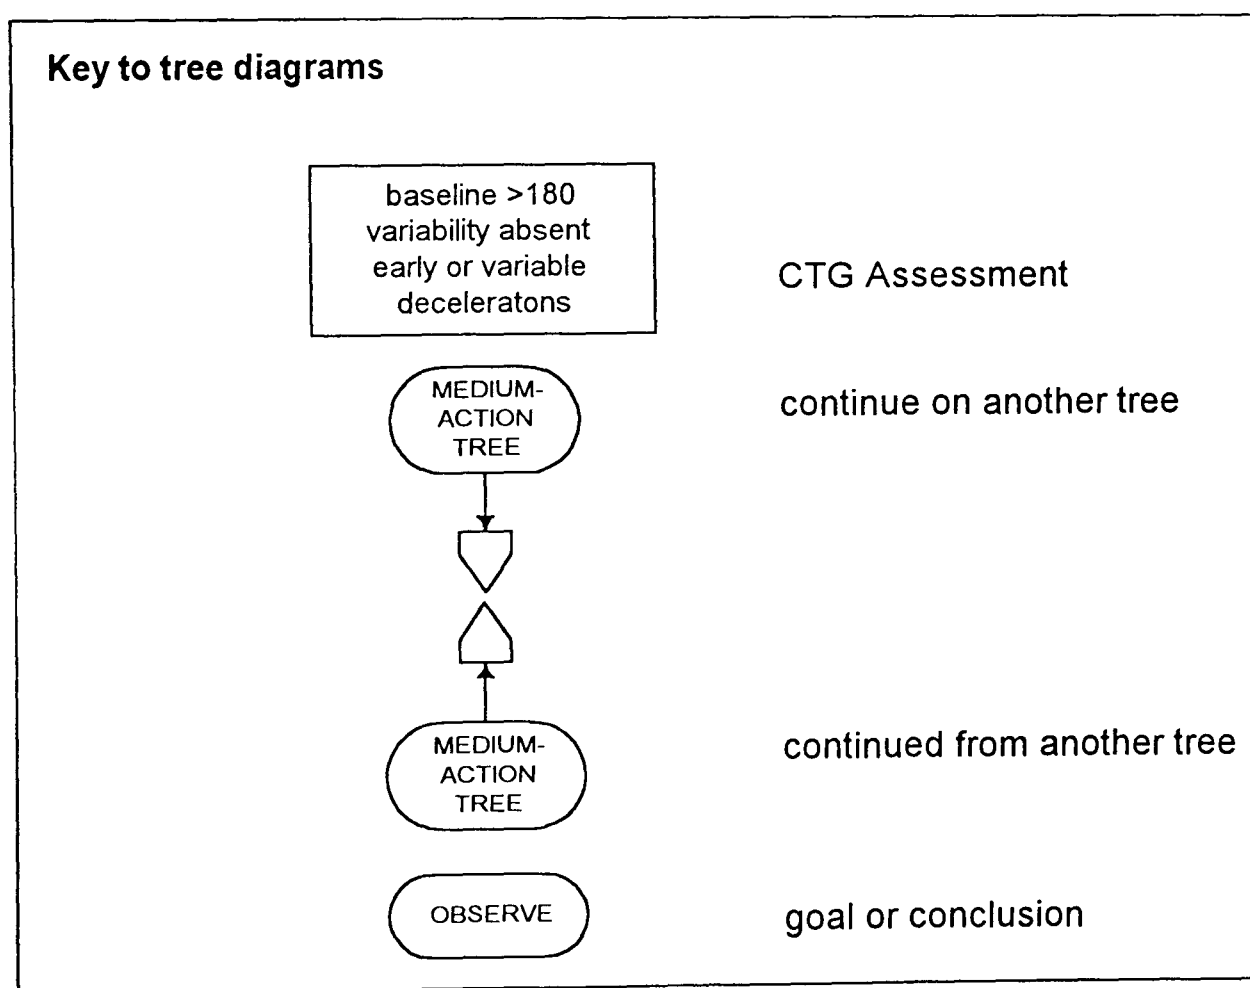 Key to tree diagrams
baseline >180
variability absent
early or variable
deceleratons
CTG Assessment
MEDIUM-
ACTION
TREE
continue on another tree
MEDIUM-
ACTION
TREE
continued from another tree
OBSERVE
goal or conclusion